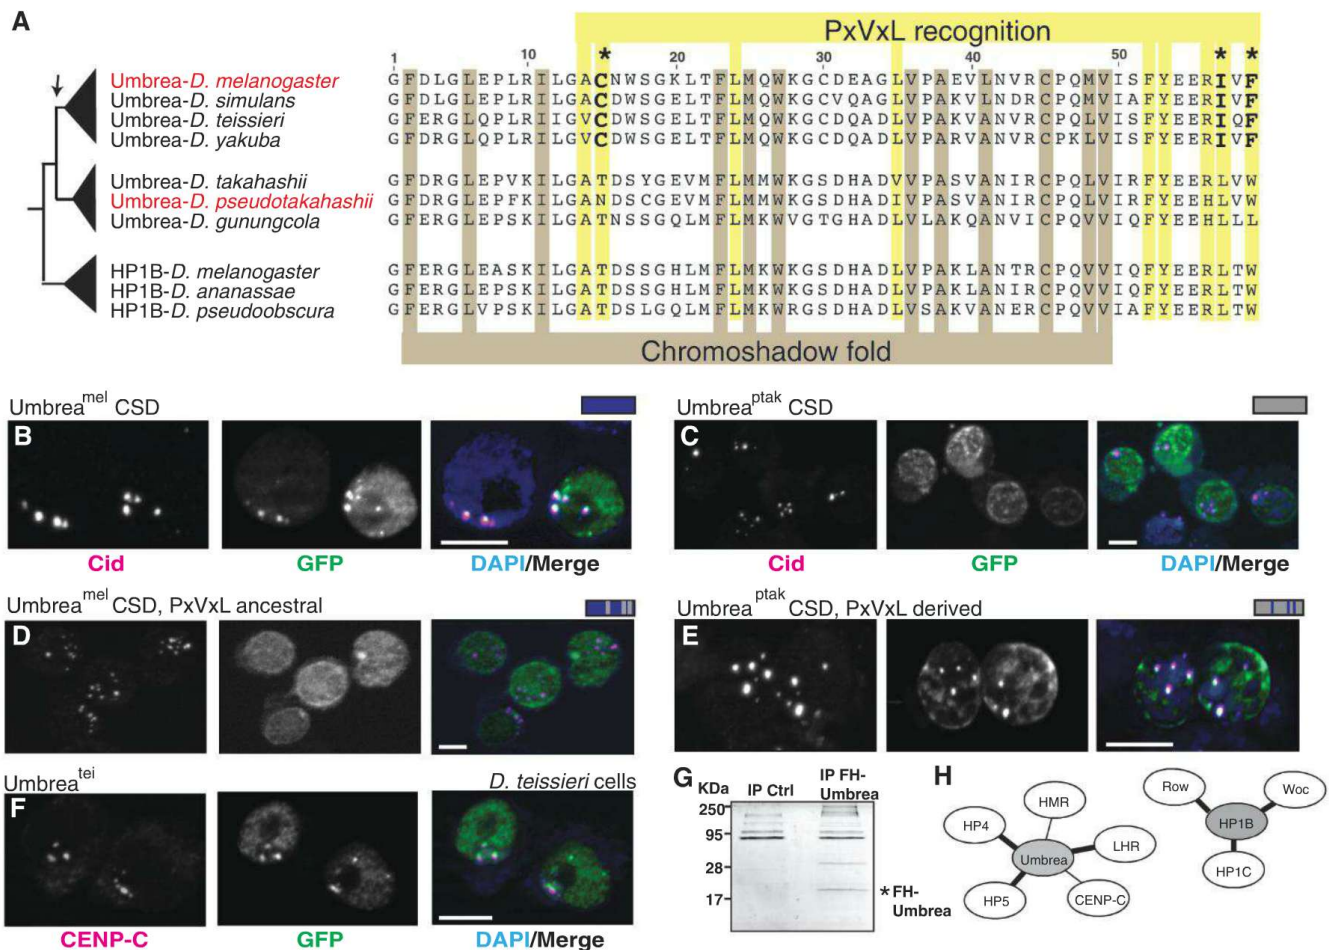 A
PxVxL recognition
1 10 20 30 40 50
* * *
Umbrea-D. melanogaster GFDLGLEPLRILGACNWSGKLTFLMQWKGCDEAGLVPAEVLNVRCPQMVISFYEERIVF
Umbrea-D. simulans GFDLGLEPLRILGACDWSGELTFLMQWKGCVQAGLVPAKVLNDRCPQMVIAFYEERIVF
Umbrea-D. teissieri GFERGLQPLRIIGVCDWSGELTFLMQWKGCDQADLVPAKVANVRCPQLVISFYEERIQF
Umbrea-D. yakuba GFDRGLQPLRILGVCDWSGELTFLMQWKGCDQADLVPARVANVRCPKLVISFYEERIVF
Umbrea-D. takahashii GFDRGLEPVKILGATDSYGEVMFLMMWKGSDHADVVPASVANIRCPQLVIRFYEERLVW
Umbrea-D. pseudotakahashii GFDRGLEPFKILGANDSCGEVMFLMKWKGSDHADIVPASVANIRCPQLVIRFYEEHLVW
Umbrea-D. gunungcola GFERGLEPSKILGATNSSGQLMFLMKWVGTGHADLVLAKQANVICPQVVIQFYEEHLLL
HP1B-D. melanogaster GFERGLEASKILGATDSSGHLMFLMKWKGSDHADLVPAKLANTRCPQVVIQFYEERLTW
HP1B-D. ananassae GFERGLEPSKILGATDSSGHLMFLMKWKGSDHADLVPAKVANTRCPQVVIQFYEERLTW
HP1B-D. pseudoobscura GFERGLVPSKILGATDSLGQLMFLMKWRGSDHADLVPAKVANERCPQVVIQFYEERLTW
Chromoshadow fold
Umbrea^mel CSD
B
Cid GFP DAPI/Merge
Umbrea^ptak CSD
C
Cid GFP DAPI/Merge
Umbrea^mel CSD, PxVxL ancestral
D
Umbrea^ptak CSD, PxVxL derived
E
Umbrea^tei D. teissieri cells
F
CENP-C GFP DAPI/Merge
G
KDa IP Ctrl IP FH-Umbrea
250
95
28
17
*FH-Umbrea
H
HMR
HP4
LHR
Umbrea
HP5
CENP-C
Row
Woc
HP1B
HP1C